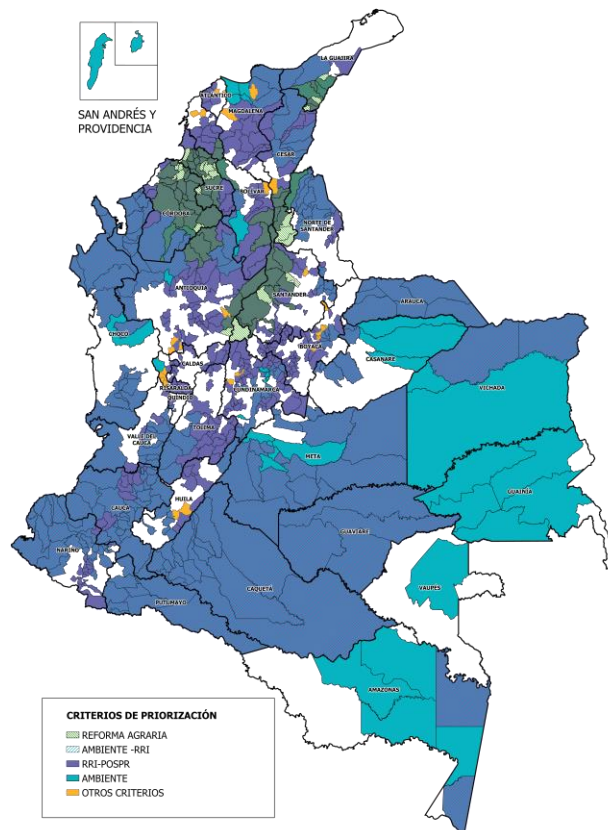 LA GUAJIRA
ATLÁNTICO
MAGDALENA
SAN ANDRÉS Y
PROVIDENCIA
CESAR
SUCRE
BOLÍVAR
CÓRDOBA
NORTE DE
SANTANDER
ANTIOQUIA
SANTANDER
ARAUCA
CHOCÓ
BOYACÁ
CASANARE
CALDAS
VICHADA
RISARALDA
CUNDINAMARCA
QUINDÍO
TOLIMA
VALLE DEL
CAUCA
META
GUAINÍA
HUILA
CAUCA
GUAVIARE
NARIÑO
VAUPÉS
CAQUETÁ
PUTUMAYO
AMAZONAS
CRITERIOS DE PRIORIZACIÓN
REFORMA AGRARIA
AMBIENTE -RRI
RRI-POSPR
AMBIENTE
OTROS CRITERIOS